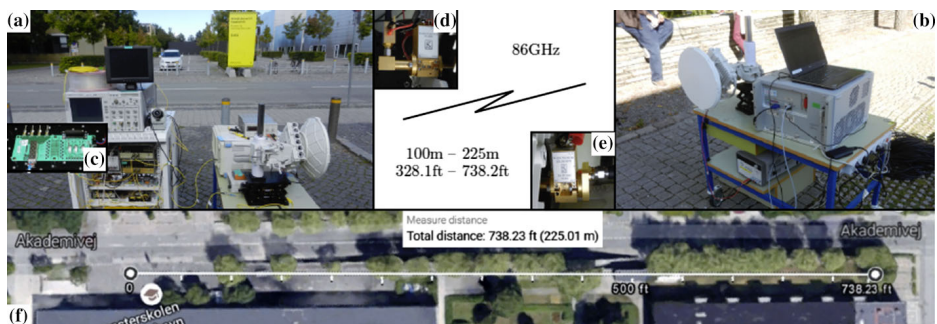 (a)
(d)
(b)
86GHz
(c)
(e)
100m – 225m
328.1ft – 738.2ft
Measure distance
Total distance: 738.23 ft (225.01 m)
Akademivej
Akademivej
0
500 ft
738.23 ft
(f)